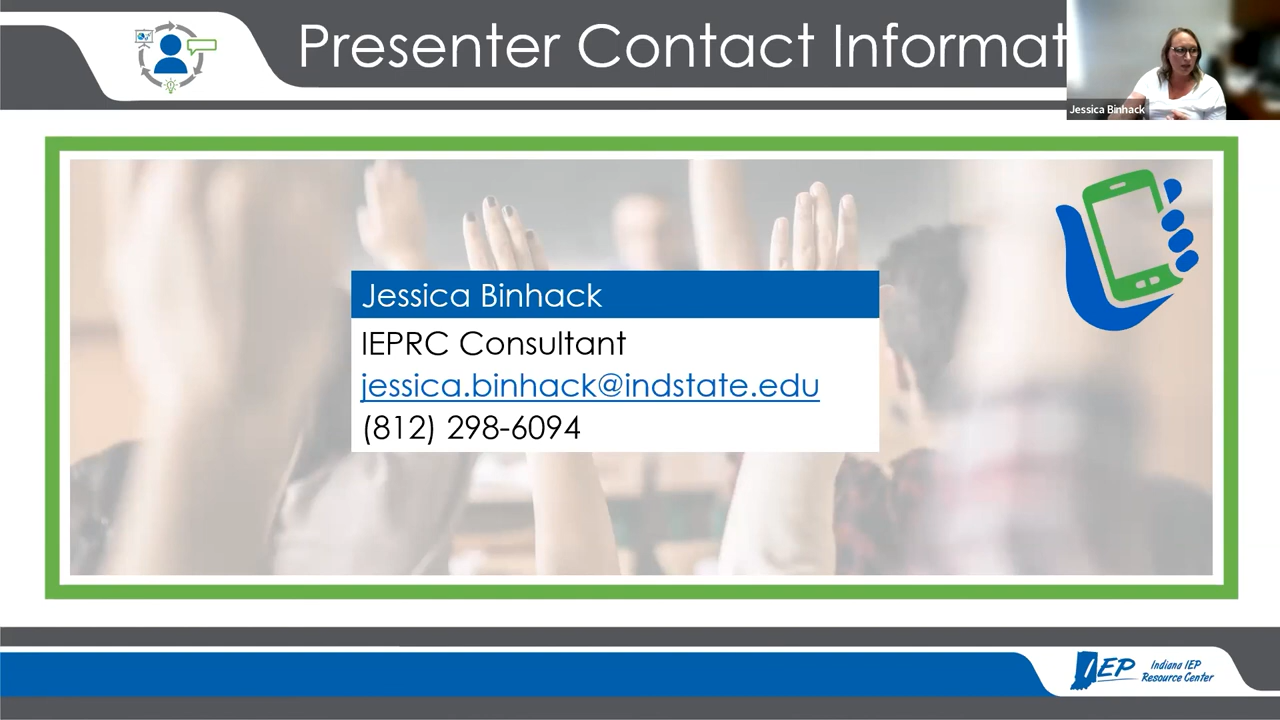 Presenter Contact Informat
Jessica Binhack
Jessica Binhack
IEPRC Consultant
jessica.binhack@indstate.edu
(812) 298-6094
IEP
Indiana IEP
Resource Center